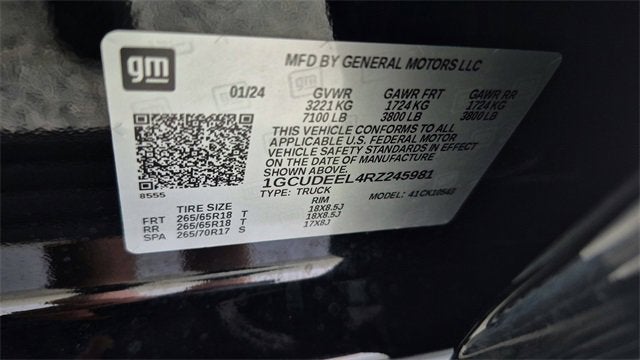 gm
MFD BY GENERAL MOTORS LLC
01/24 GVWR GAWR FRT GAWR RR
3221 KG 1724 KG 1724 KG
7100 LB 3800 LB 3800 LB
THIS VEHICLE CONFORMS TO ALL
APPLICABLE U.S. FEDERAL MOTOR
VEHICLE SAFETY STANDARDS IN EFFECT
ON THE DATE OF MANUFACTURE
SHOWN ABOVE.
1GCUDEEL4RZ245981
8555
TYPE: TRUCK MODEL: 41CK10543
TIRE SIZE RIM
FRT 265/65R18 T 18X8.5J
RR 265/65R18 T 18X8.5J
SPA 265/70R17 S 17X8J